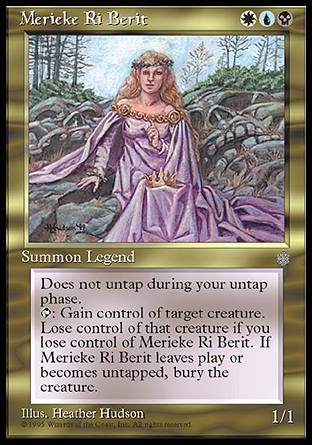 Merieke Ri Berit
Summon Legend
Does not untap during your untap
phase.
: Gain control of target creature.
Lose control of that creature if you
lose control of Merieke Ri Berit. If
Merieke Ri Berit leaves play or
becomes untapped, bury the
creature.
Illus. Heather Hudson
1/1
©1995 Wizards of the Coast, Inc. All rights reserved.